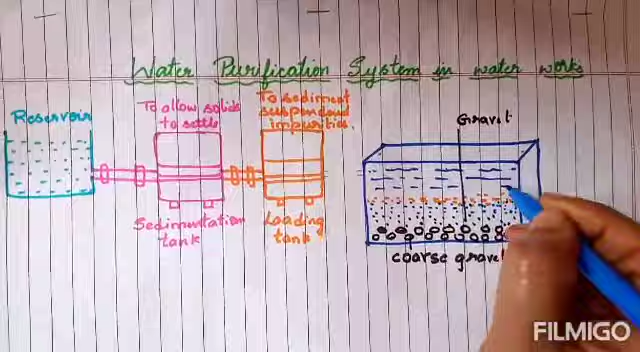 Water Purification System in water works
Reservoir
To allow solids
to settle
To sediment
suspended
impurities.
Gravel
Sedimentation
tank
Loading
tank
coarse gravel
FILMIGO